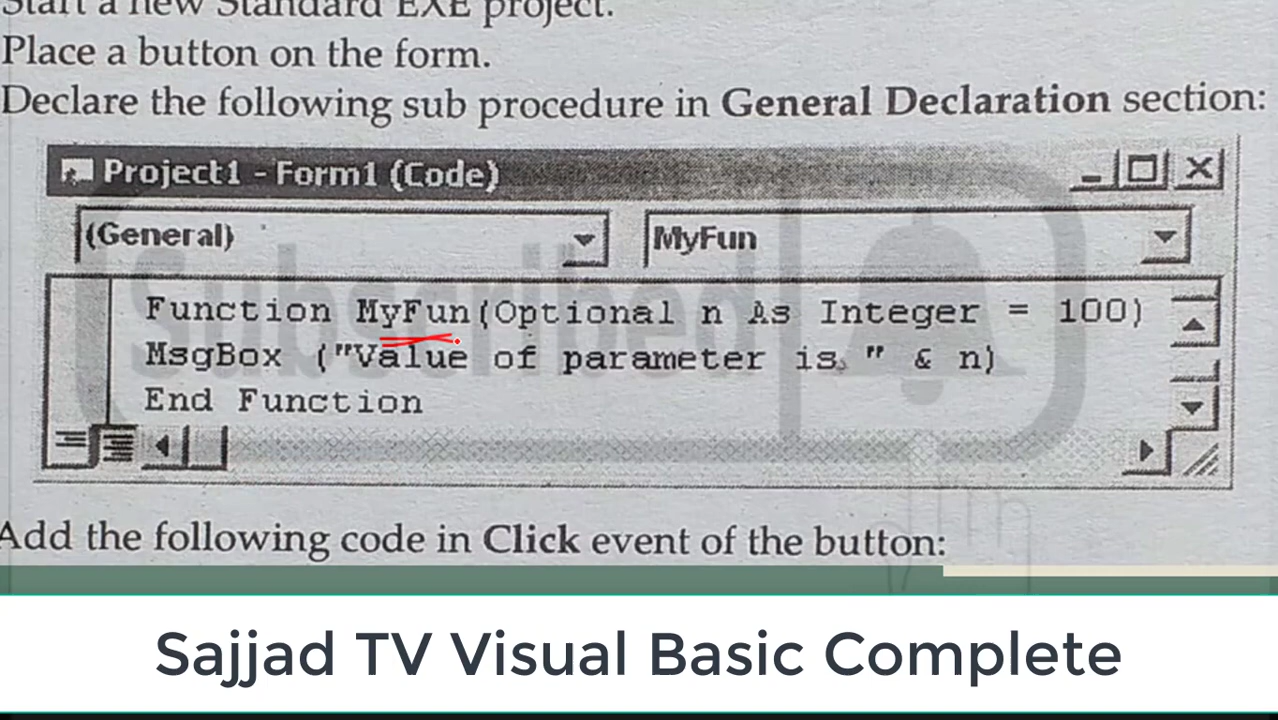 Start a new Standard EXE project.
Place a button on the form.
Declare the following sub procedure in General Declaration section:
Project1 - Form1 (Code)
(General) MyFun
Function MyFun(Optional n As Integer = 100)
MsgBox ("Value of parameter is " & n)
End Function
Subscribed
Add the following code in Click event of the button:
Sajjad TV Visual Basic Complete